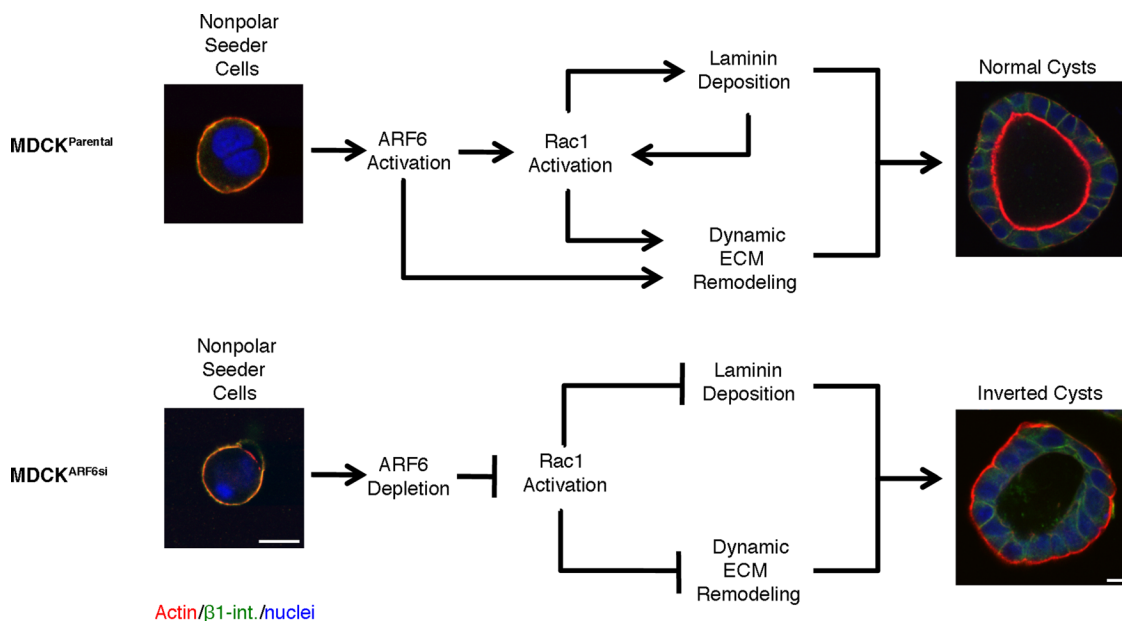 Nonpolar
Seeder
Cells
MDCKParental
ARF6
Activation
Rac1
Activation
Laminin
Deposition
Dynamic
ECM
Remodeling
Normal Cysts
Nonpolar
Seeder
Cells
MDCKARF6si
ARF6
Depletion
Rac1
Activation
Laminin
Deposition
Dynamic
ECM
Remodeling
Inverted Cysts
Actin/β1-int./nuclei